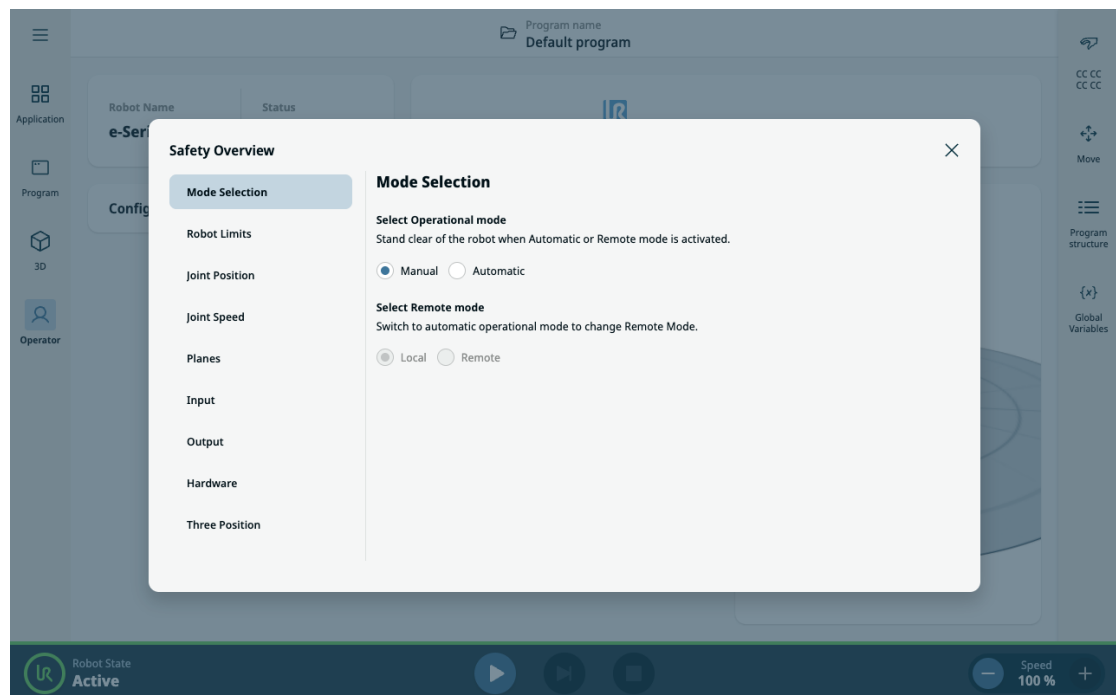 Program name
Default program
Application
Program
3D
Operator
Robot Name
Status
e-Seri
Config
Safety Overview
Mode Selection
Robot Limits
Joint Position
Joint Speed
Planes
Input
Output
Hardware
Three Position
Mode Selection
Select Operational mode
Stand clear of the robot when Automatic or Remote mode is activated.
Manual Automatic
Select Remote mode
Switch to automatic operational mode to change Remote Mode.
Local Remote
CC CC
CC CC
Move
Program
structure
{x}
Global
Variables
Robot State
Active
Speed
100 %